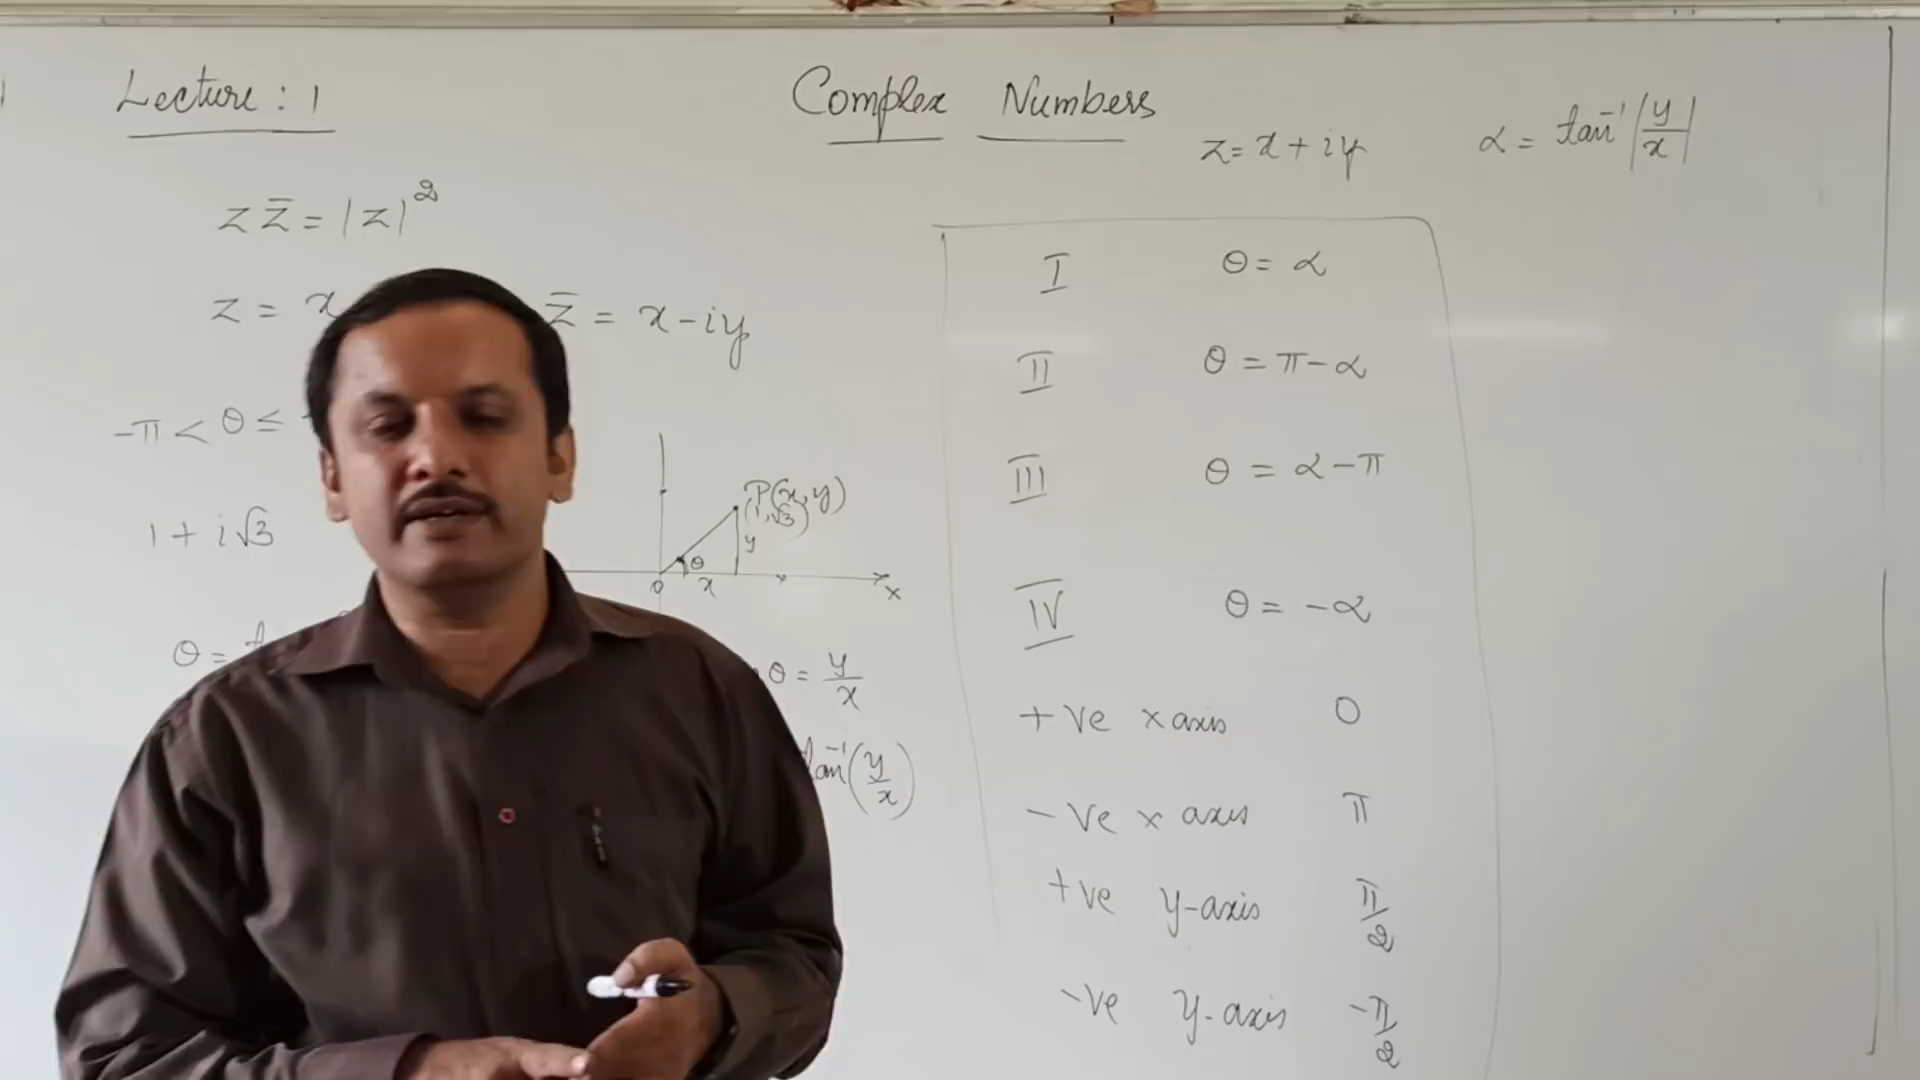 Lecture : 1
Complex Numbers
z = x + iy
α = tan⁻¹|y/x|
z z̄ = |z|²
z = x
z̄ = x - iy
-π < θ ≤
1 + i√3
P(x, y)
(1, √3)
y
θ
0
x
x
θ =
θ = y/x
tan⁻¹(y/x)
I θ = α
II θ = π - α
III θ = α - π
IV θ = -α
+ve x axis 0
-ve x axis π
+ve y-axis π/2
-ve y-axis -π/2